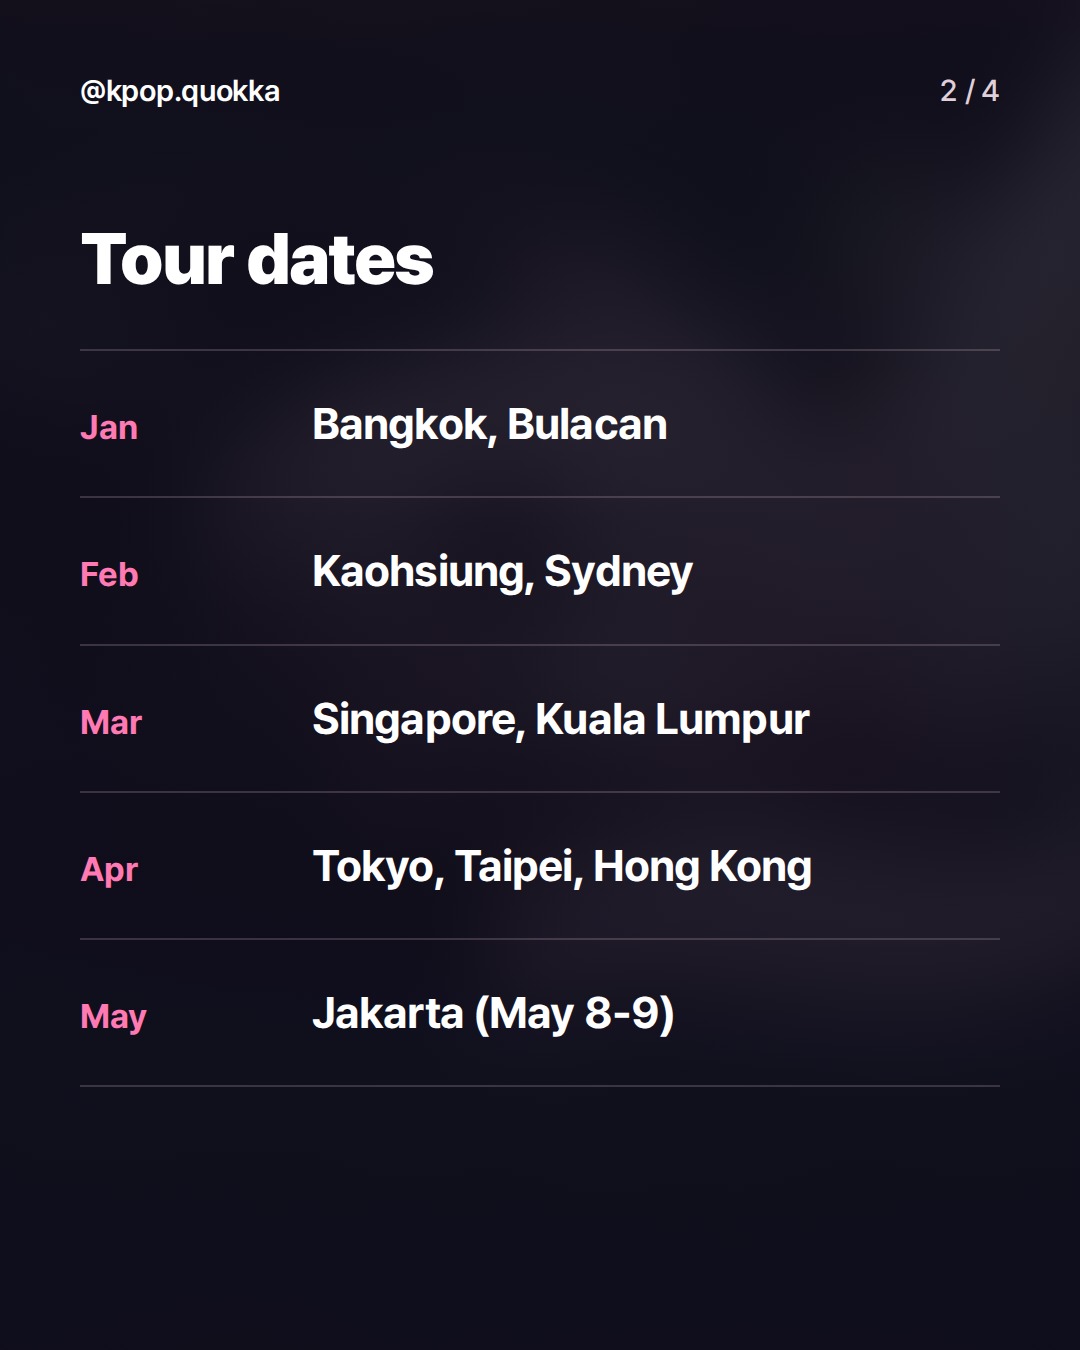 @kpop.quokka
2 / 4
Tour dates
Jan Bangkok, Bulacan
Feb Kaohsiung, Sydney
Mar Singapore, Kuala Lumpur
Apr Tokyo, Taipei, Hong Kong
May Jakarta (May 8-9)